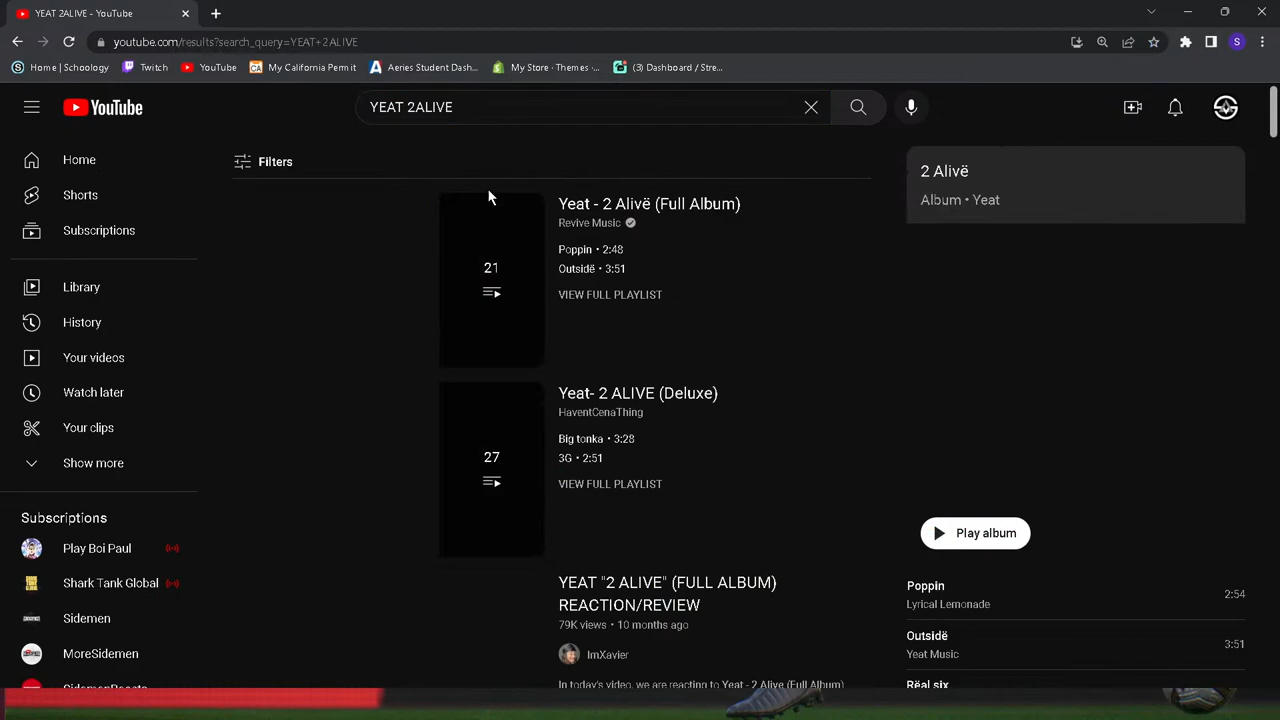 YEAT 2ALIVE - YouTube
youtube.com/results?search_query=YEAT+2ALIVE
Home | Schoology
Twitch
YouTube
My California Permit
Aeries Student Dash...
My Store · Themes ·...
(3) Dashboard / Stre...
YouTube
YEAT 2ALIVE
Home
Shorts
Subscriptions
Library
History
Your videos
Watch later
Your clips
Show more
Subscriptions
Play Boi Paul
Shark Tank Global
Sidemen
MoreSidemen
SidemenReacts
Filters
21
Yeat - 2 Alivë (Full Album)
Revive Music
Poppin • 2:48
Outsidë • 3:51
VIEW FULL PLAYLIST
27
Yeat- 2 ALIVE (Deluxe)
HaventCenaThing
Big tonka • 3:28
3G • 2:51
VIEW FULL PLAYLIST
YEAT "2 ALIVE" (FULL ALBUM)
REACTION/REVIEW
79K views • 10 months ago
ImXavier
In today's video, we are reacting to Yeat - 2 Alivë (Full Album)
2 Alivë
Album • Yeat
Play album
Poppin
Lyrical Lemonade
2:54
Outsidë
Yeat Music
3:51
Rëal six
S